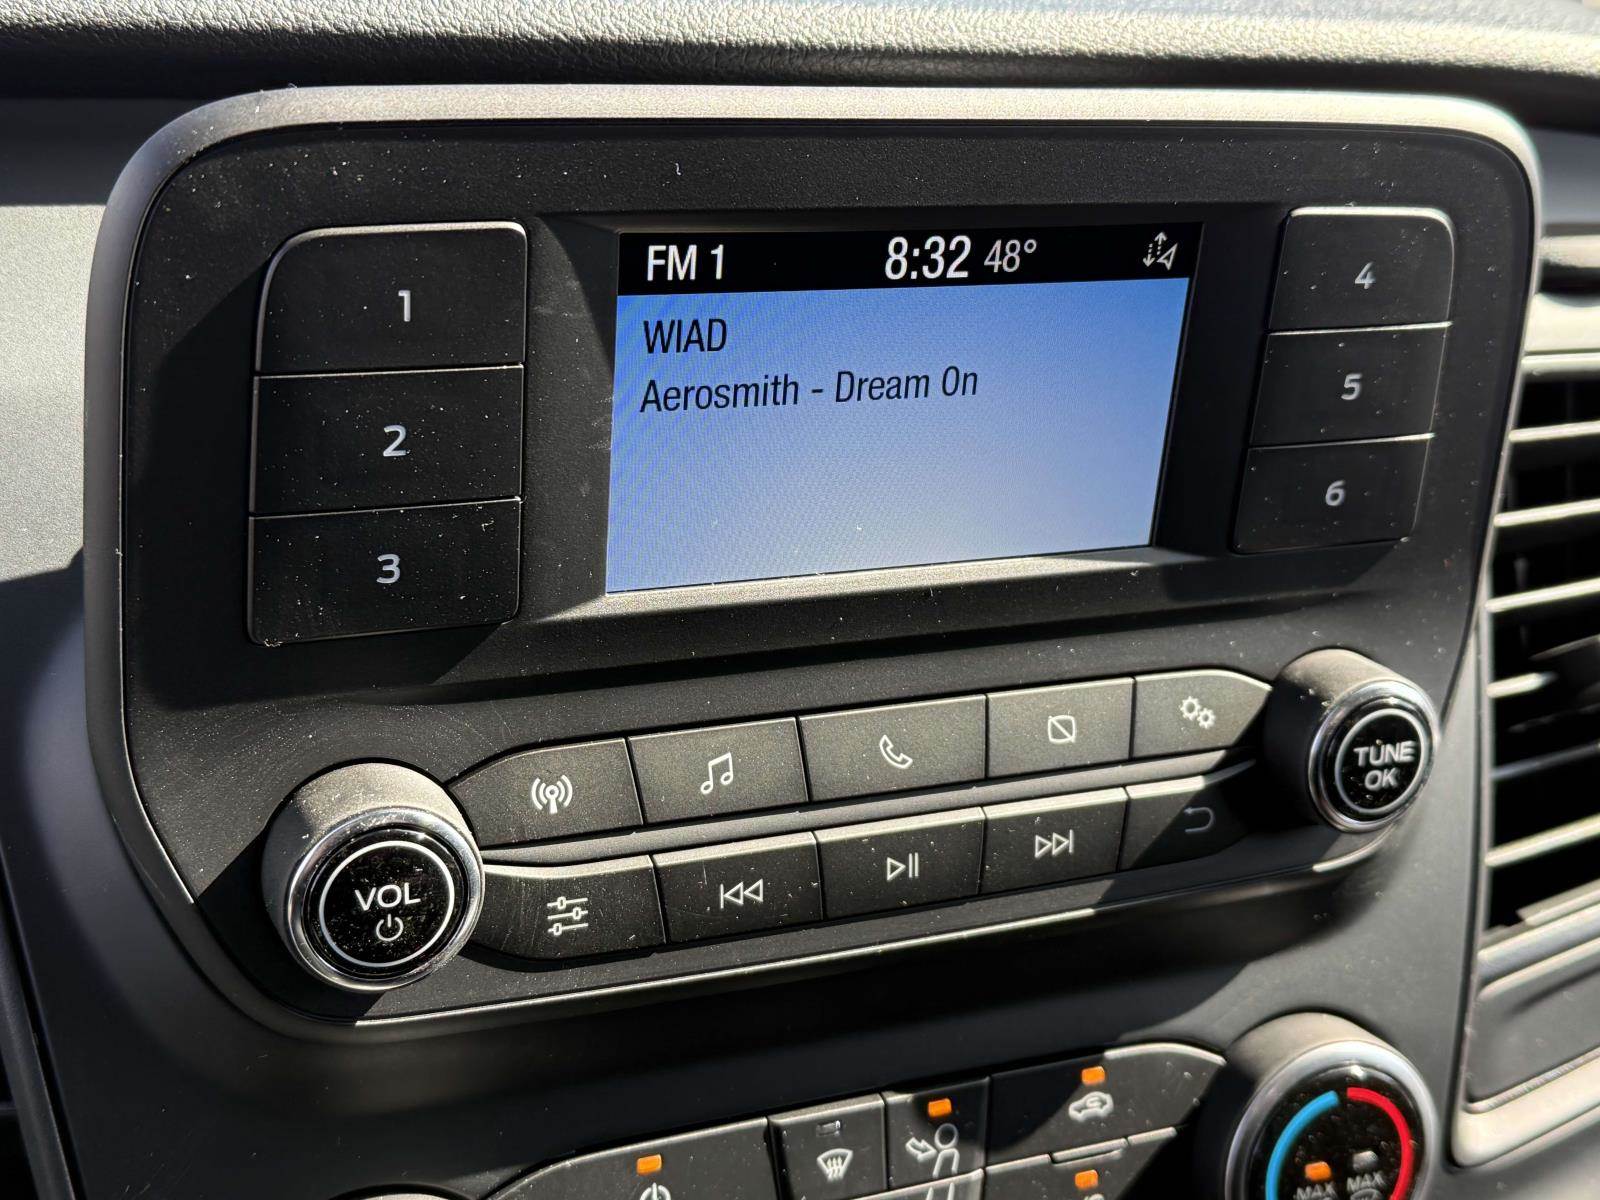 FM 1 8:32 48°
WIAD
Aerosmith - Dream On
1
2
3
4
5
6
VOL
TUNE
OK
MAX MAX